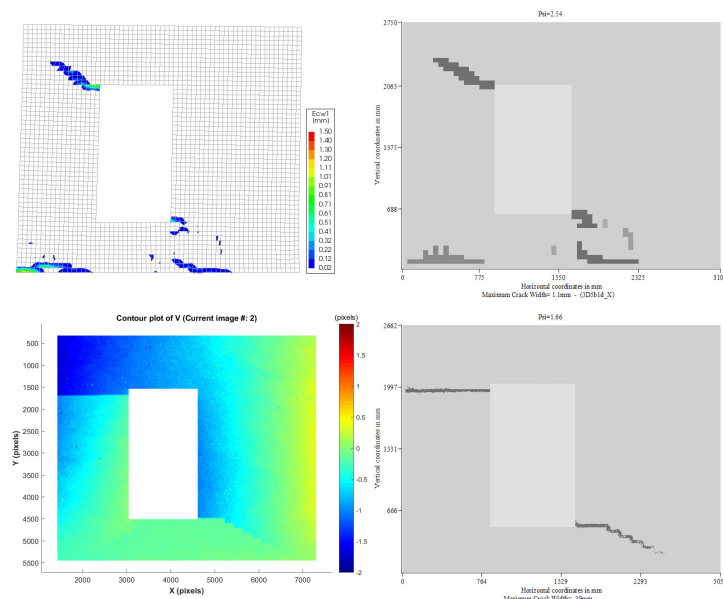 Ecw1
(mm)
1.50
1.40
1.30
1.20
1.11
1.01
0.91
0.81
0.71
0.61
0.51
0.41
0.32
0.22
0.12
0.02
Psi=2.54
2750
2063
1375
688
Vertical coordinates in mm
0 775 1550 2325 310
Horizontal coordinates in mm
Maximum Crack Width= 1.1mm - (3D5b1d_X)
Contour plot of V (Current image #: 2)
(pixels)
500
1000
1500
2000
2500
3000
3500
4000
4500
5000
5500
Y (pixels)
2000 3000 4000 5000 6000 7000
X (pixels)
2
1.5
1
0.5
0
-0.5
-1
-1.5
-2
Psi=1.66
2662
1997
1331
666
Vertical coordinates in mm
0 764 1529 2293 305
Horizontal coordinates in mm
Maximum Crack Width=